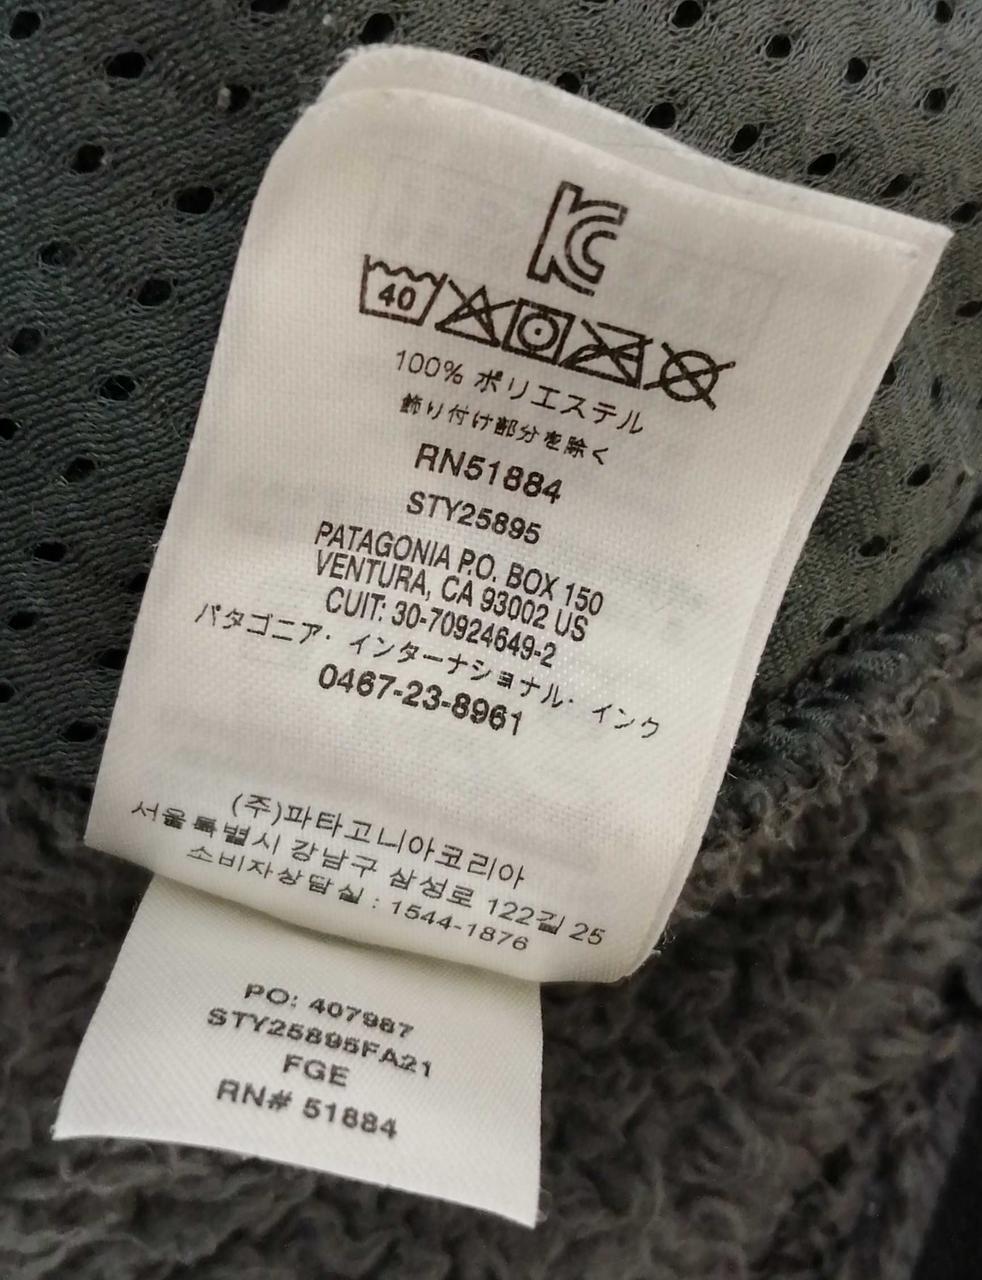 KC
40
100% ポリエステル
飾り付け部分を除く
RN51884
STY25895
PATAGONIA P.O. BOX 150
VENTURA, CA 93002 US
CUIT: 30-70924649-2
パタゴニア・インターナショナル・インク
0467-23-8961
(주)파타고니아코리아
서울특별시 강남구 삼성로 122길 25
소비자상담실 : 1544-1876
PO: 407987
STY25895FA21
FGE
RN# 51884